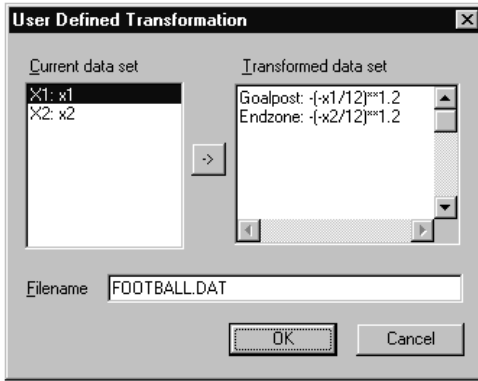 User Defined Transformation
Current data set
Transformed data set
X1: x1
X2: x2
Goalpost: -(-x1/12)**1.2
Endzone: -(-x2/12)**1.2
->
Filename
FOOTBALL.DAT
OK
Cancel